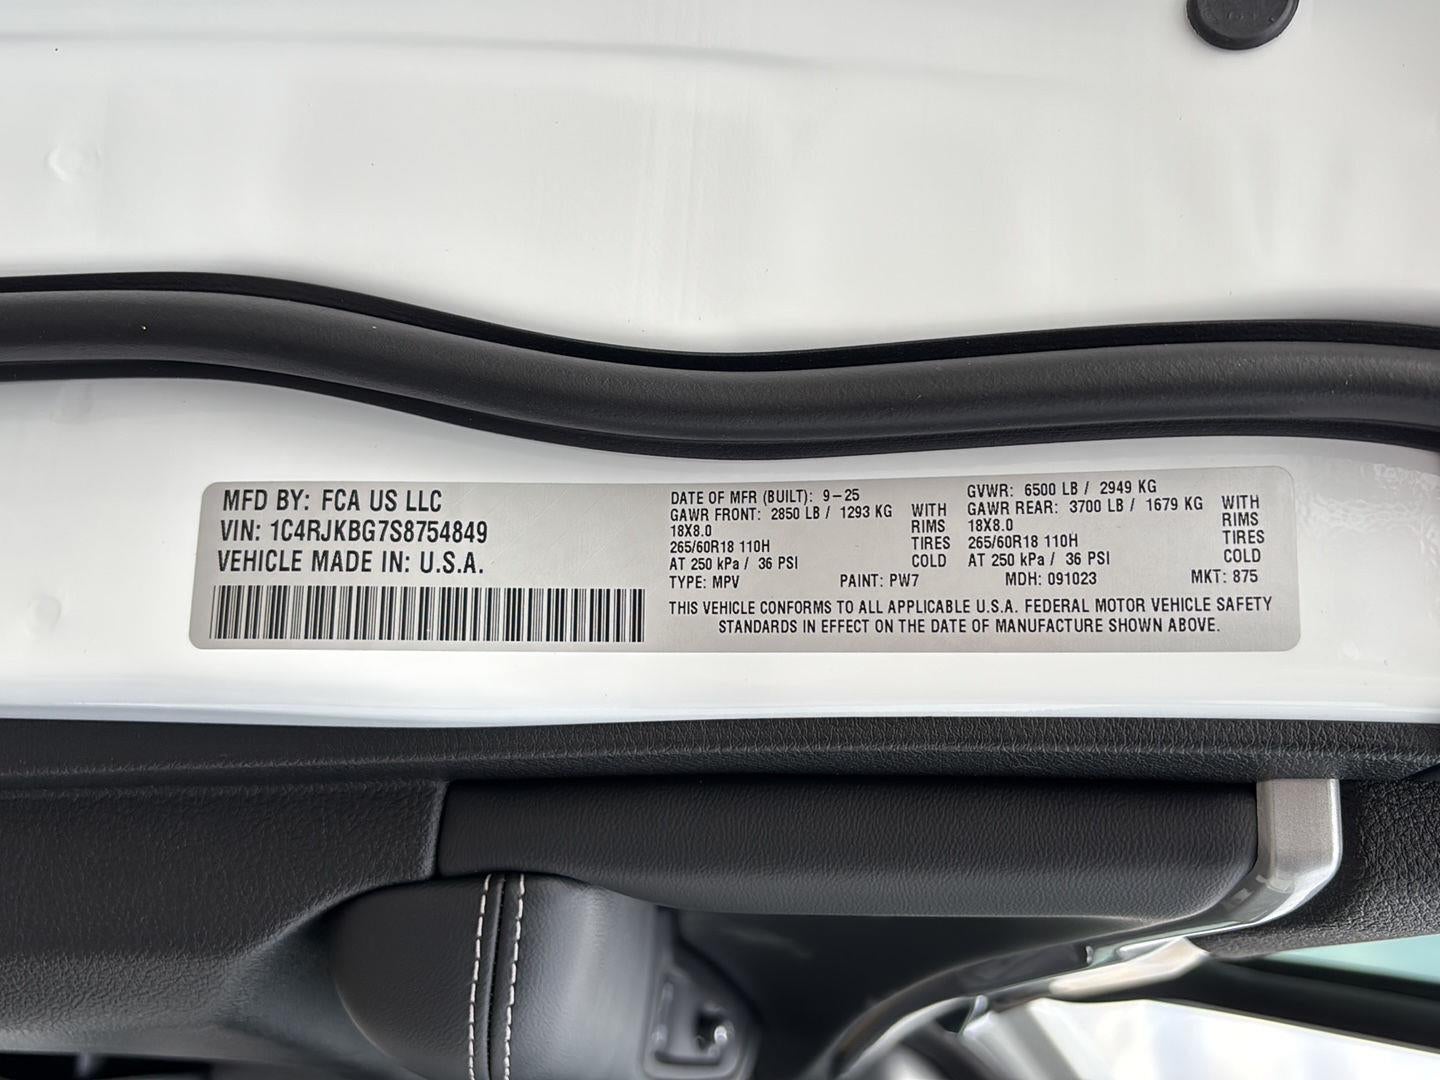 MFD BY: FCA US LLC
VIN: 1C4RJKBG7S8754849
VEHICLE MADE IN: U.S.A.
DATE OF MFR (BUILT): 9-25
GAWR FRONT: 2850 LB / 1293 KG WITH
18X8.0 RIMS
265/60R18 110H TIRES
AT 250 kPa / 36 PSI COLD
GVWR: 6500 LB / 2949 KG
GAWR REAR: 3700 LB / 1679 KG WITH
18X8.0 RIMS
265/60R18 110H TIRES
AT 250 kPa / 36 PSI COLD
TYPE: MPV PAINT: PW7 MDH: 091023 MKT: 875
THIS VEHICLE CONFORMS TO ALL APPLICABLE U.S.A. FEDERAL MOTOR VEHICLE SAFETY
STANDARDS IN EFFECT ON THE DATE OF MANUFACTURE SHOWN ABOVE.